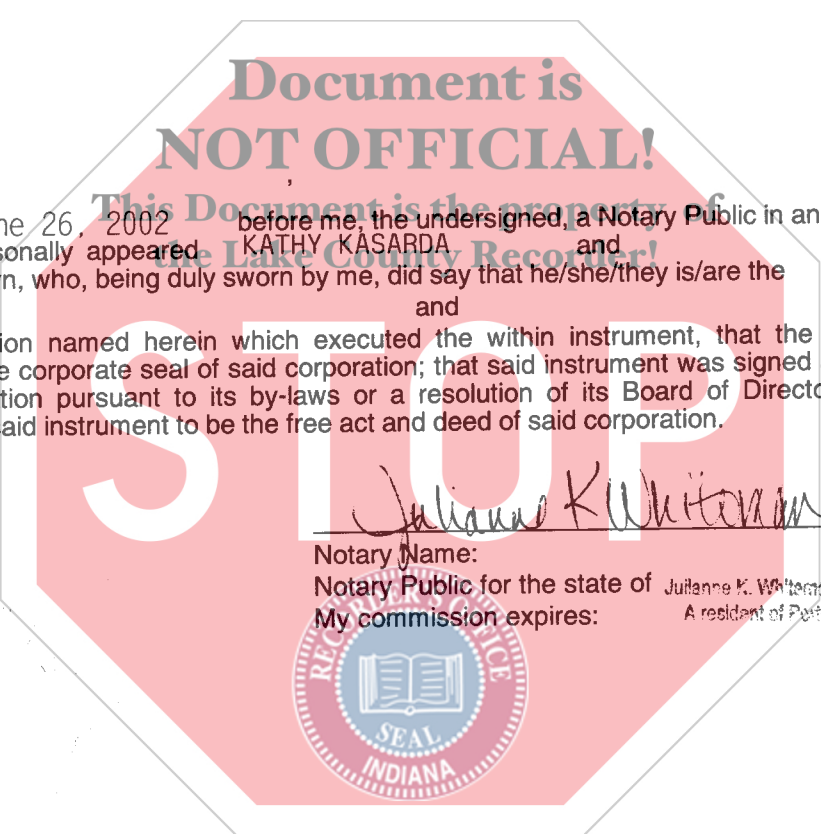 Document is
NOT OFFICIAL!
This Document is the property of
the Lake County Recorder!
ne 26, 2002 before me, the undersigned, a Notary Public in an
sonally appeared KATHY KASARDA and
n, who, being duly sworn by me, did say that he/she/they is/are the
and
ion named herein which executed the within instrument, that the
e corporate seal of said corporation; that said instrument was signed
tion pursuant to its by-laws or a resolution of its Board of Directo
aid instrument to be the free act and deed of said corporation.
STOP
Julianne K Whiteman
Notary Name:
Notary Public for the state of Julianne K. Whitema
My commission expires: A resident of Port
RECORDER'S OFFICE
SEAL
INDIANA